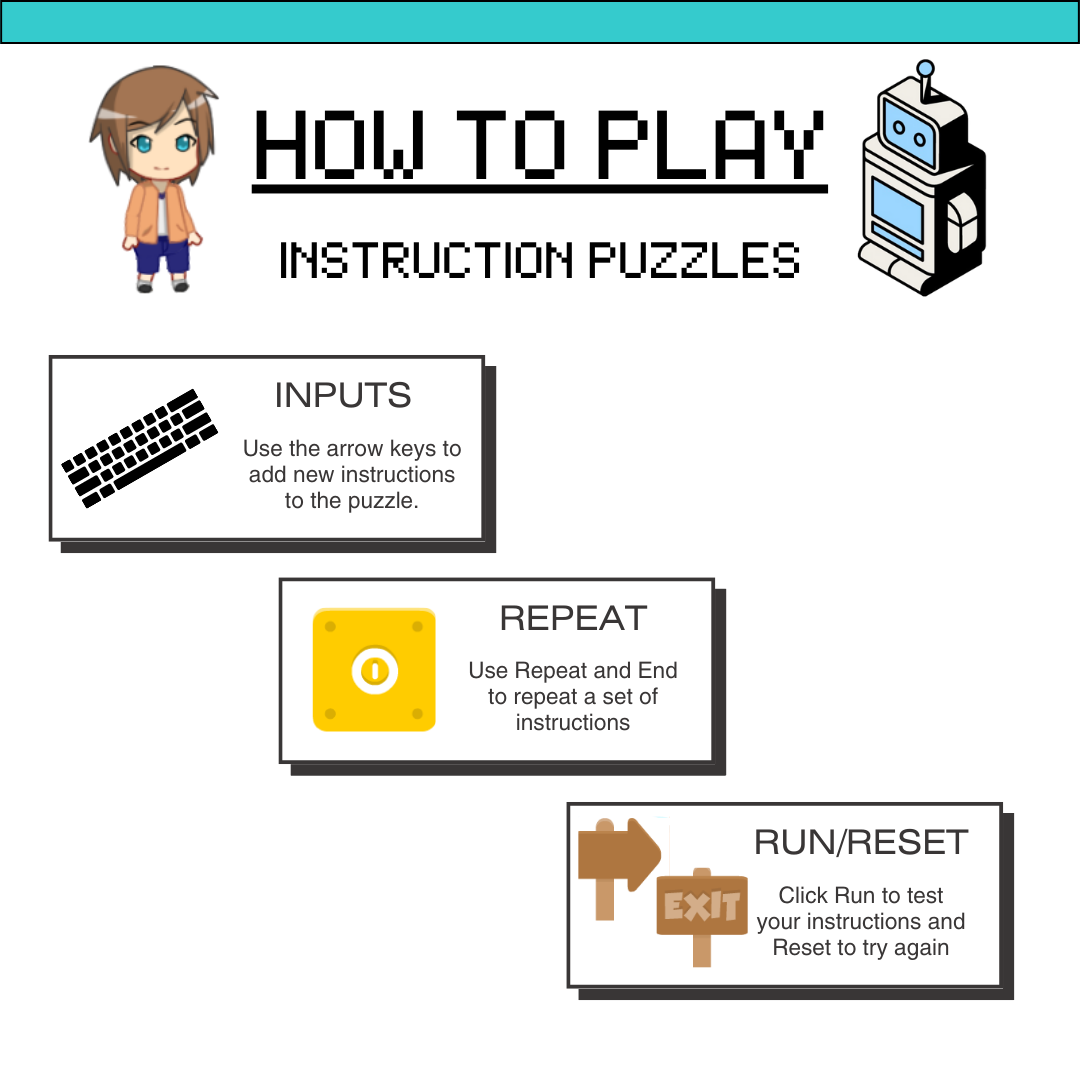 HOW TO PLAY
INSTRUCTION PUZZLES
INPUTS
Use the arrow keys to
add new instructions
to the puzzle.
REPEAT
Use Repeat and End
to repeat a set of
instructions
RUN/RESET
EXIT
Click Run to test
your instructions and
Reset to try again